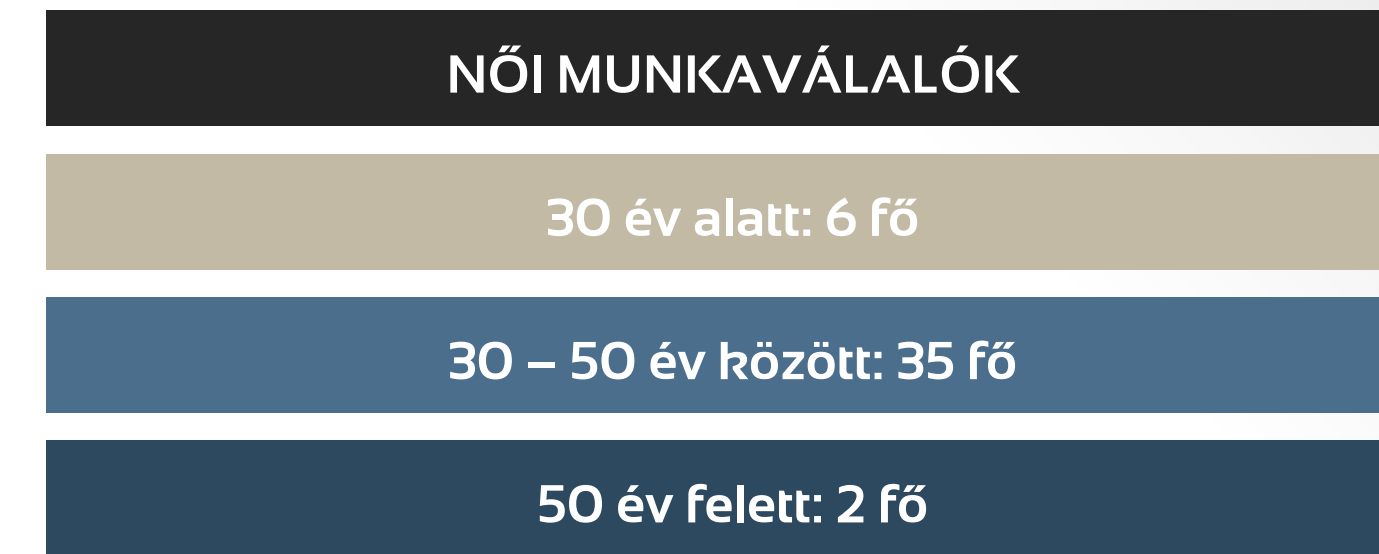 NŐI MUNKAVÁLALÓK
30 év alatt: 6 fő
30 – 50 év között: 35 fő
50 év felett: 2 fő